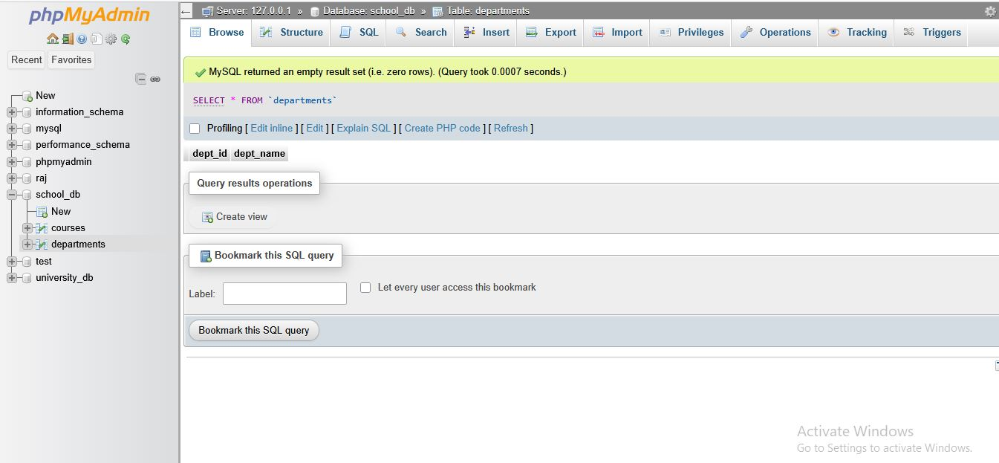 phpMyAdmin
Recent Favorites
New
information_schema
mysql
performance_schema
phpmyadmin
raj
school_db
New
courses
departments
test
university_db
Server: 127.0.0.1 » Database: school_db » Table: departments
Browse Structure SQL Search Insert Export Import Privileges Operations Tracking Triggers
MySQL returned an empty result set (i.e. zero rows). (Query took 0.0007 seconds.)
SELECT * FROM `departments`
Profiling [ Edit inline ] [ Edit ] [ Explain SQL ] [ Create PHP code ] [ Refresh ]
dept_id dept_name
Query results operations
Create view
Bookmark this SQL query
Label: Let every user access this bookmark
Bookmark this SQL query
Activate Windows
Go to Settings to activate Windows.